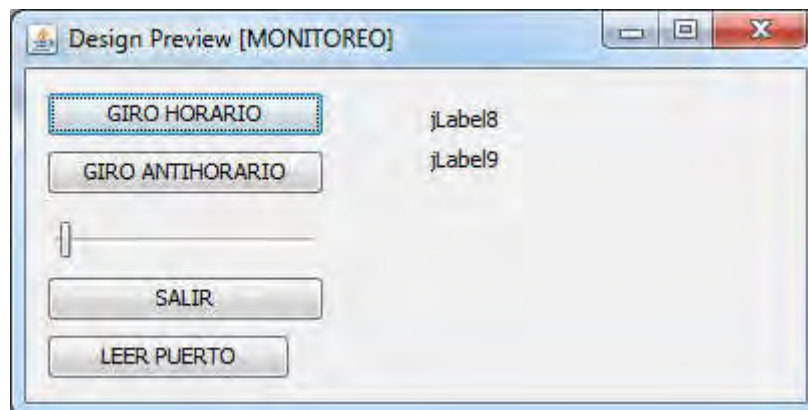 Design Preview [MONITOREO]
GIRO HORARIO
jLabel8
GIRO ANTIHORARIO
jLabel9
SALIR
LEER PUERTO